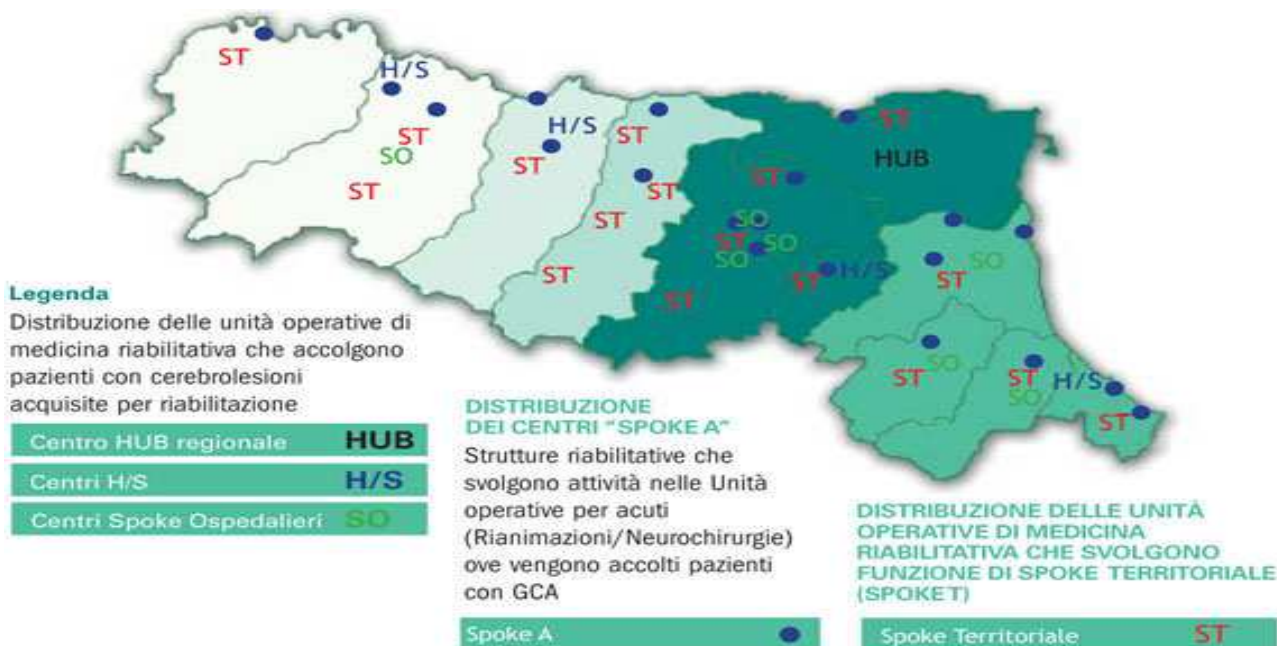 ST
H/S
ST
SO
ST
H/S
ST
ST
ST
ST
ST
ST
ST
HUB
ST
SO
ST
SO
SO
ST
H/S
ST
SO
ST
SO
ST
ST
SO
H/S
ST
Legenda
Distribuzione delle unità operative di
medicina riabilitativa che accolgono
pazienti con cerebrolesioni
acquisite per riabilitazione
Centro HUB regionale HUB
Centri H/S H/S
Centri Spoke Ospedalieri SO
DISTRIBUZIONE
DEI CENTRI "SPOKE A"
Strutture riabilitative che
svolgono attività nelle Unità
operative per acuti
(Rianimazioni/Neurochirurgie)
ove vengono accolti pazienti
con GCA
Spoke A
DISTRIBUZIONE DELLE UNITÀ
OPERATIVE DI MEDICINA
RIABILITATIVA CHE SVOLGONO
FUNZIONE DI SPOKE TERRITORIALE
(SPOKE T)
Spoke Territoriale ST